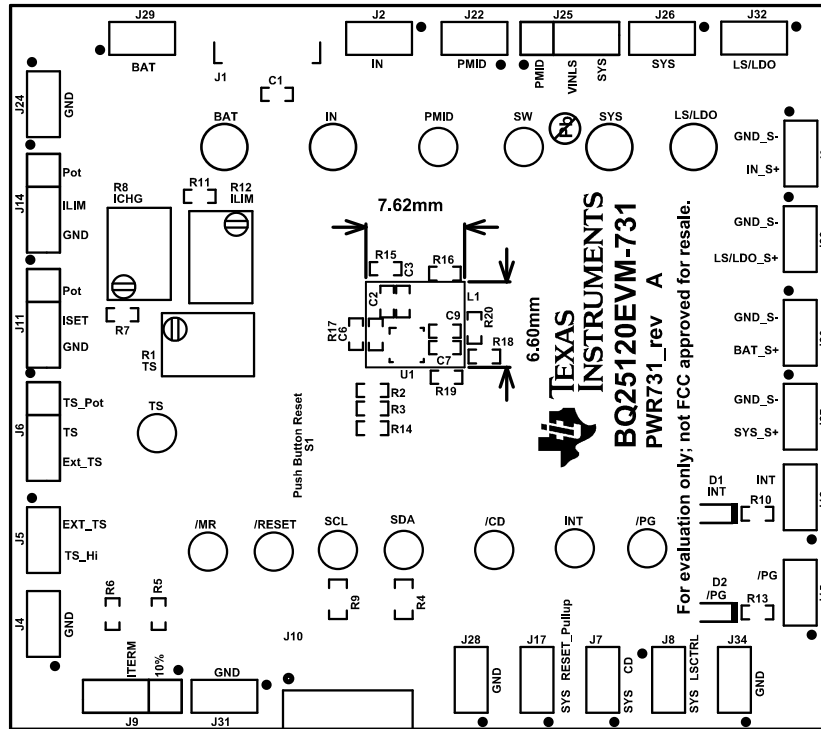 J29
J2
J22
J25
J26
J32
BAT
J1
IN
PMID
PMID
VINLS
SYS
SYS
LS/LDO
C1
J24
GND
BAT
IN
PMID
SW
Pb
SYS
LS/LDO
GND_S-
IN_S+
J14
Pot
ILIM
GND
R8
ICHG
R11
R12
ILIM
7.62mm
GND_S-
LS/LDO_S+
R15
C3
R16
C2
L1
R17
C6
C9
R20
C7
R18
U1
R19
6.60mm
J11
Pot
ISET
GND
R7
R1
TS
GND_S-
BAT_S+
R2
R3
R14
TEXAS
INSTRUMENTS
BQ25120EVM-731
PWR731_rev A
For evaluation only; not FCC approved for resale.
J6
TS_Pot
TS
Ext_TS
TS
Push Button Reset
S1
GND_S-
SYS_S+
D1
INT
INT
R10
J5
EXT_TS
TS_Hi
/MR
/RESET
SCL
SDA
/CD
INT
/PG
D2
/PG
/PG
R13
J4
GND
R6
R5
R9
R4
J10
ITERM
10%
J9
GND
J31
J28
GND
J17
SYS RESET_Pullup
J7
SYS CD
J8
SYS LSCTRL
J34
GND